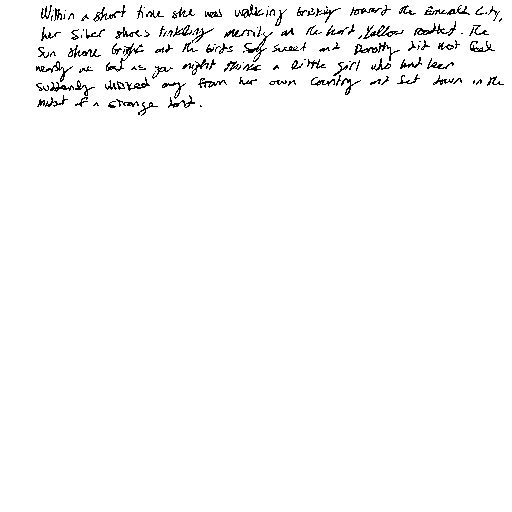 Within a short time she was walking briskly toward the Emerald City,
her Silver Shoes tinkling merrily on the hard, yellow roadbed. The
sun shone bright and the birds sang sweet and Dorothy did not feel
nearly as bad as you might think a little girl who had been
suddenly whisked away from her own country and set down in the
midst of a strange land.